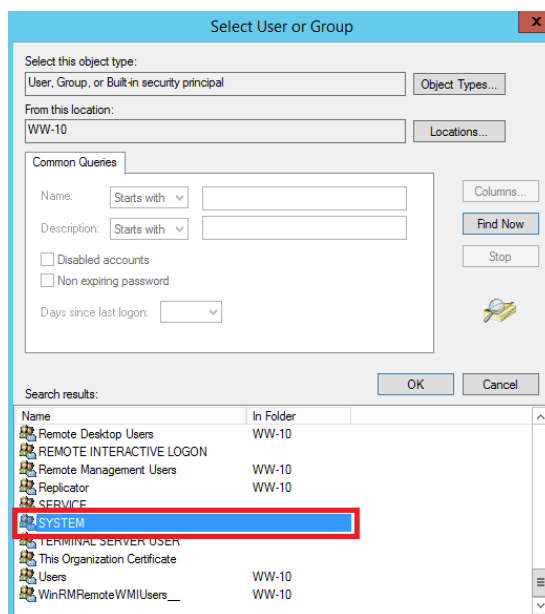 Select User or Group
x
Select this object type:
User, Group, or Built-in security principal
Object Types...
From this location:
WW-10
Locations...
Common Queries
Name: Starts with
Columns...
Description: Starts with
Find Now
Disabled accounts
Stop
Non expiring password
Days since last logon:
OK Cancel
Search results:
Name In Folder
Remote Desktop Users WW-10
REMOTE INTERACTIVE LOGON
Remote Management Users WW-10
Replicator WW-10
SERVICE
SYSTEM
TERMINAL SERVER USER
This Organization Certificate
Users WW-10
WinRMRemoteWMIUsers__ WW-10